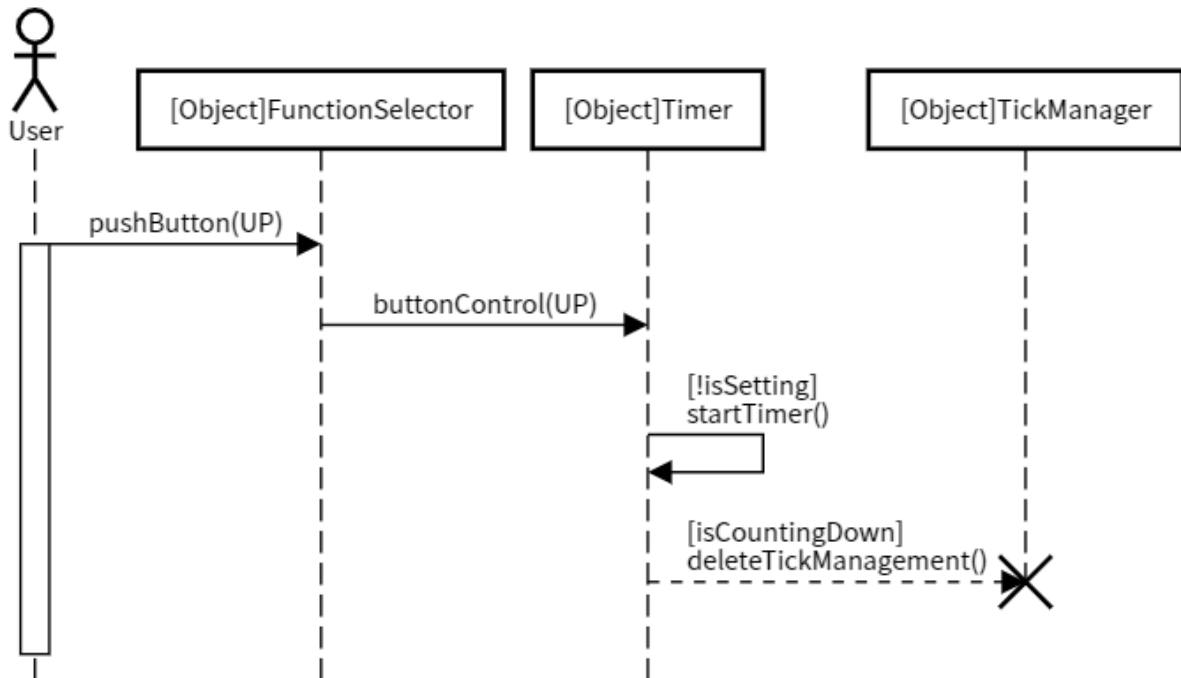 [Object]FunctionSelector
[Object]Timer
[Object]TickManager
User
pushButton(UP)
buttonControl(UP)
[!isSetting]
startTimer()
[isCountingDown]
deleteTickManagement()